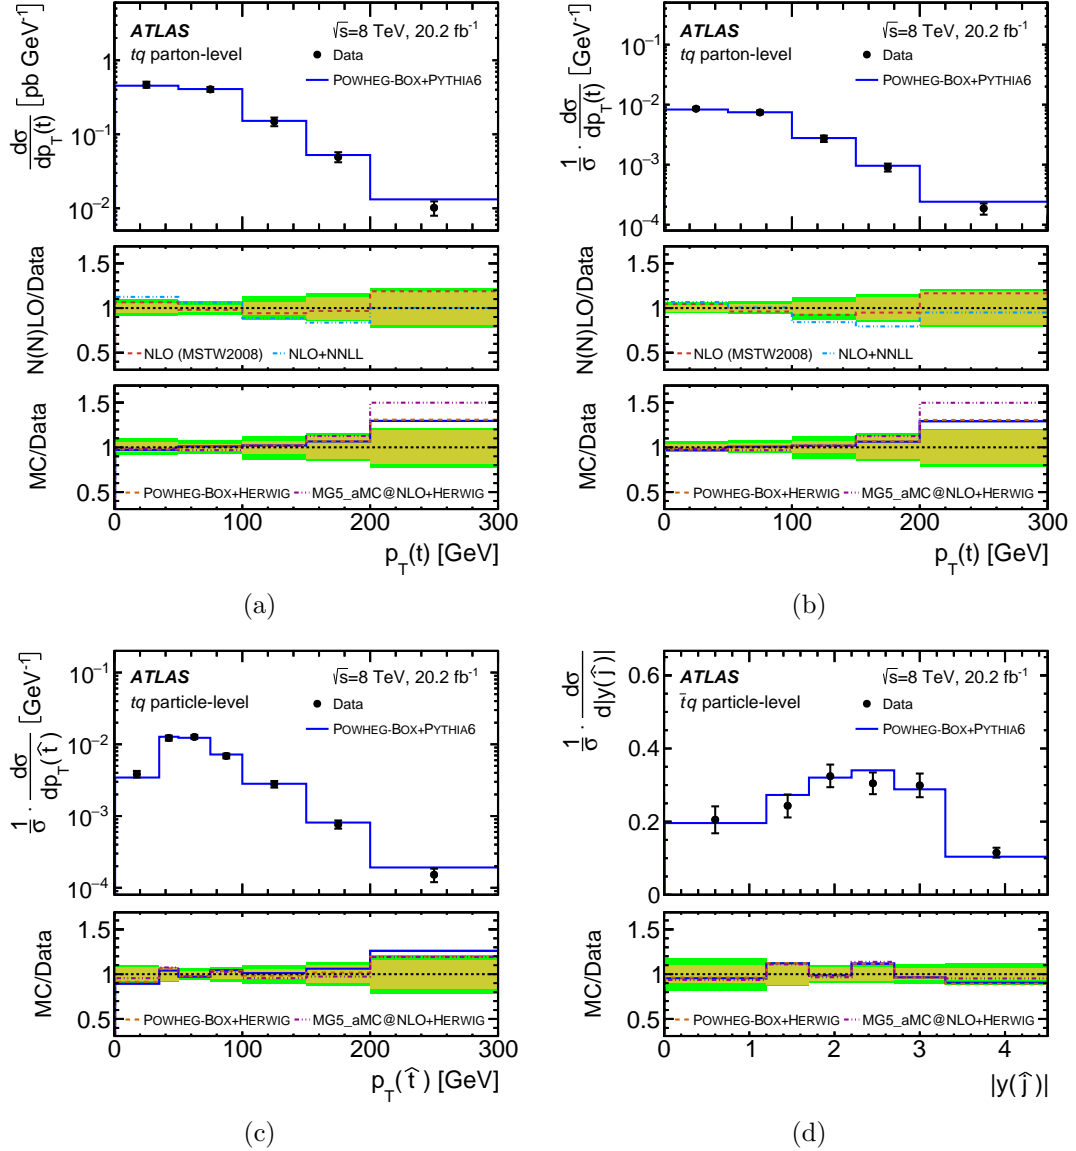 ATLAS √s=8 TeV, 20.2 fb⁻¹
tq parton-level
Data
POWHEG-BOX+PYTHIA6
dσ/dp_T(t) [pb GeV⁻¹]
1
10⁻¹
10⁻²
N(N)LO/Data
1.5
1
0.5
NLO (MSTW2008) NLO+NNLL
MC/Data
1.5
1
0.5
POWHEG-BOX+HERWIG MG5_aMC@NLO+HERWIG
0 100 200 300
p_T(t) [GeV]
(a)
ATLAS √s=8 TeV, 20.2 fb⁻¹
tq parton-level
Data
POWHEG-BOX+PYTHIA6
1/σ · dσ/dp_T(t) [GeV⁻¹]
10⁻¹
10⁻²
10⁻³
10⁻⁴
N(N)LO/Data
1.5
1
0.5
NLO (MSTW2008) NLO+NNLL
MC/Data
1.5
1
0.5
POWHEG-BOX+HERWIG MG5_aMC@NLO+HERWIG
0 100 200 300
p_T(t) [GeV]
(b)
ATLAS √s=8 TeV, 20.2 fb⁻¹
tq particle-level
Data
POWHEG-BOX+PYTHIA6
1/σ · dσ/dp_T(t̂) [GeV⁻¹]
10⁻¹
10⁻²
10⁻³
10⁻⁴
MC/Data
1.5
1
0.5
POWHEG-BOX+HERWIG MG5_aMC@NLO+HERWIG
0 100 200 300
p_T(t̂) [GeV]
(c)
ATLAS √s=8 TeV, 20.2 fb⁻¹
t̄q particle-level
Data
POWHEG-BOX+PYTHIA6
1/σ · dσ/d|y(ĵ)|
0.6
0.4
0.2
0
MC/Data
1.5
1
0.5
POWHEG-BOX+HERWIG MG5_aMC@NLO+HERWIG
0 1 2 3 4
|y(ĵ)|
(d)